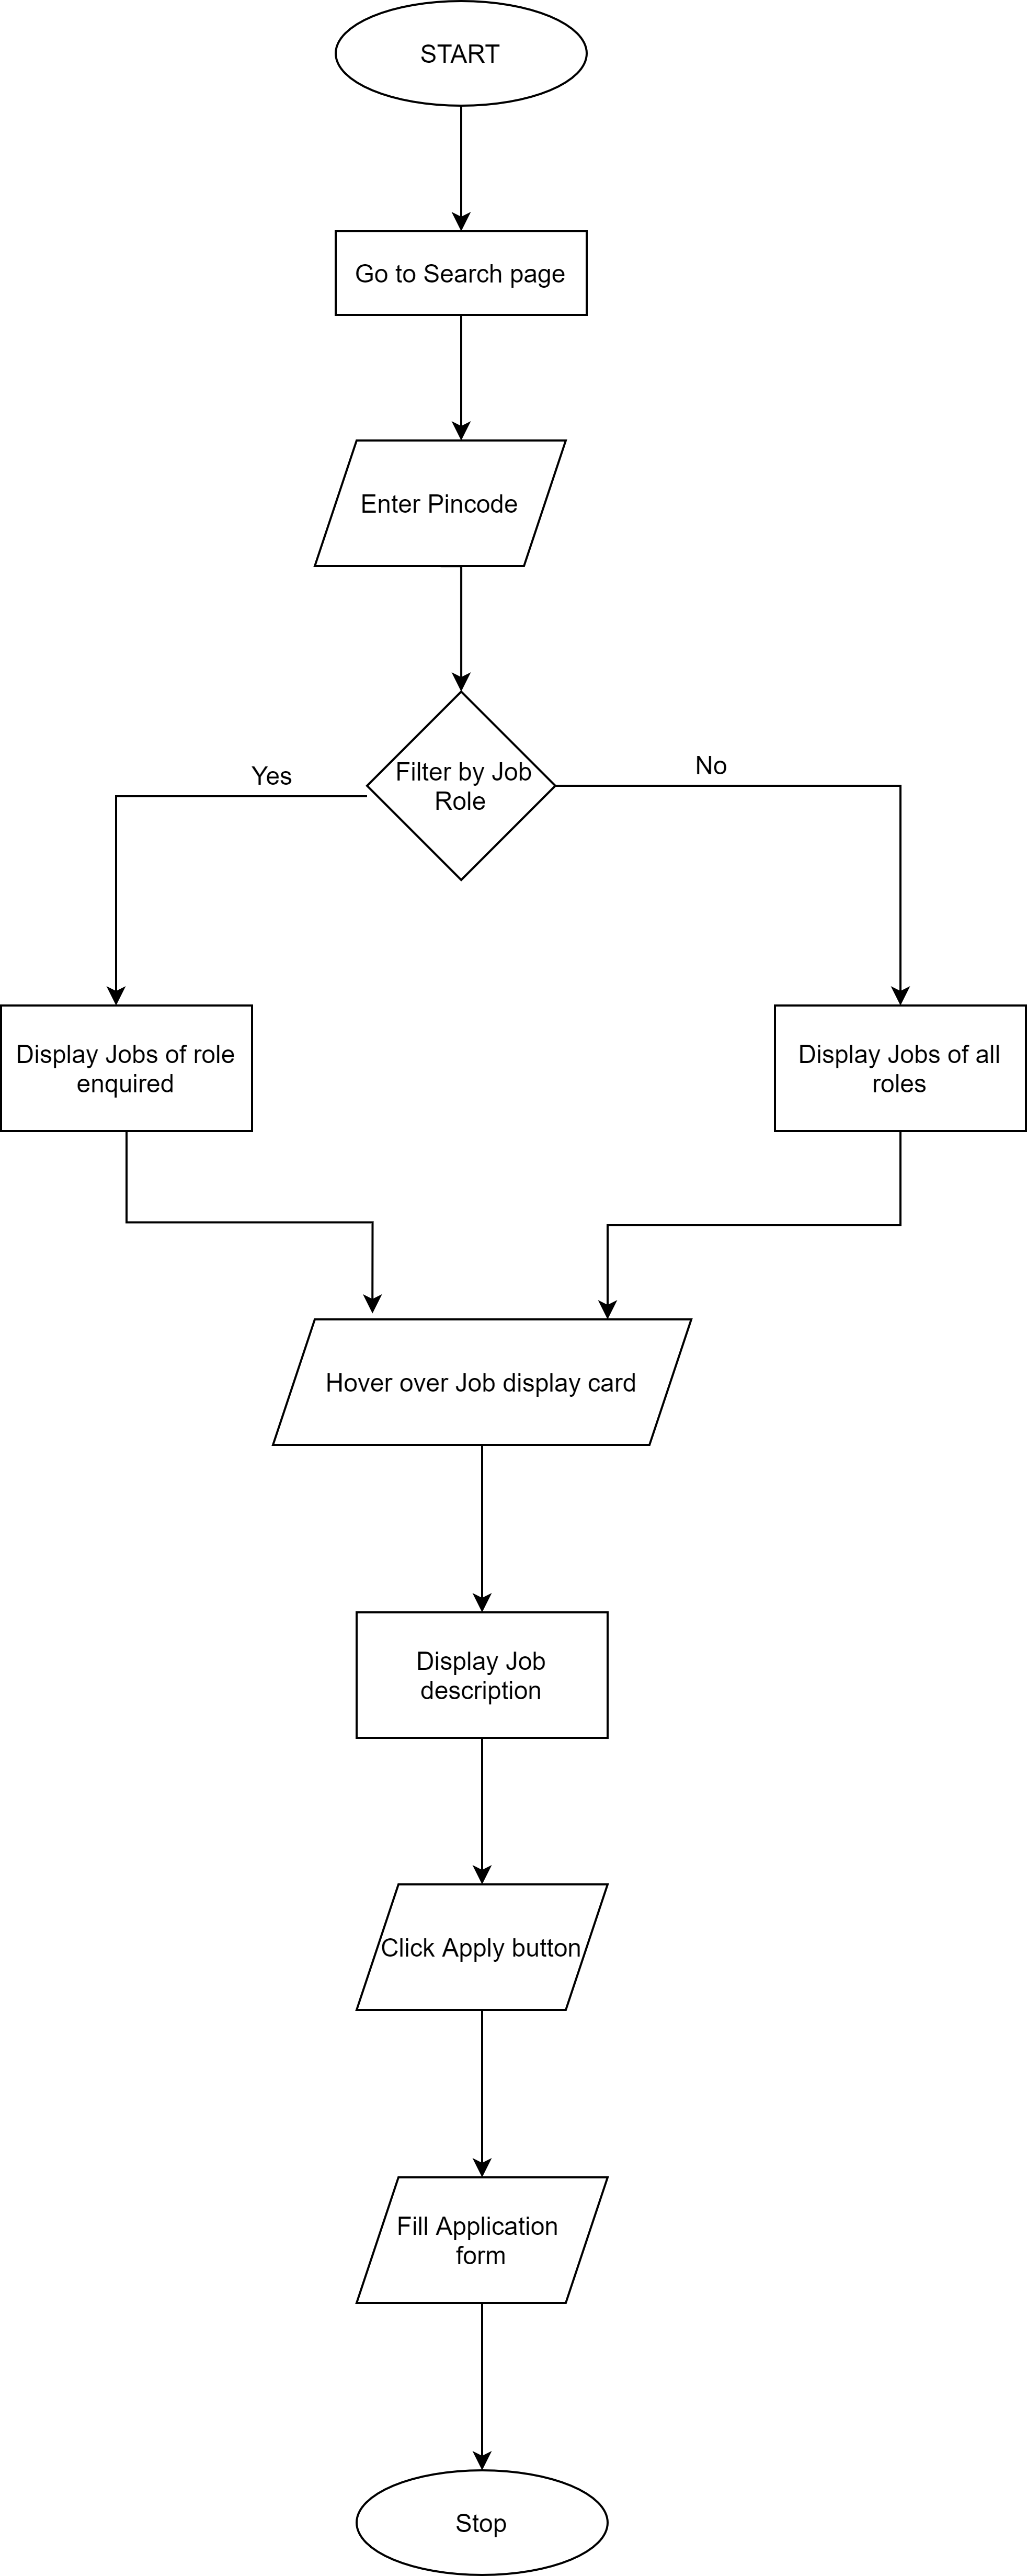 START
Go to Search page
Enter Pincode
Filter by Job
Role
Yes
No
Display Jobs of role
enquired
Display Jobs of all
roles
Hover over Job display card
Display Job
description
Click Apply button
Fill Application
form
Stop